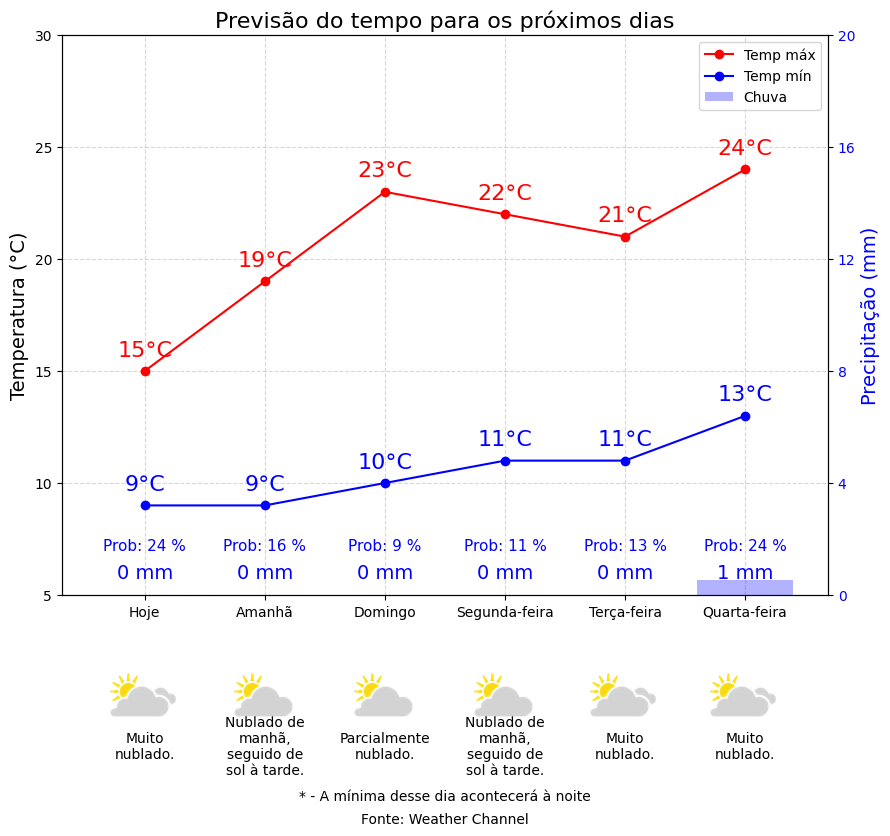 Previsão do tempo para os próximos dias
Temp máx
Temp mín
Chuva
Temperatura (°C)
Precipitação (mm)
30
25
20
15
10
5
20
16
12
8
4
0
15°C
19°C
23°C
22°C
21°C
24°C
9°C
9°C
10°C
11°C
11°C
13°C
Prob: 24 %
Prob: 16 %
Prob: 9 %
Prob: 11 %
Prob: 13 %
Prob: 24 %
0 mm
0 mm
0 mm
0 mm
0 mm
1 mm
Hoje
Amanhã
Domingo
Segunda-feira
Terça-feira
Quarta-feira
Muito
nublado.
Nublado de
manhã,
seguido de
sol à tarde.
Parcialmente
nublado.
Nublado de
manhã,
seguido de
sol à tarde.
Muito
nublado.
Muito
nublado.
* - A mínima desse dia acontecerá à noite
Fonte: Weather Channel